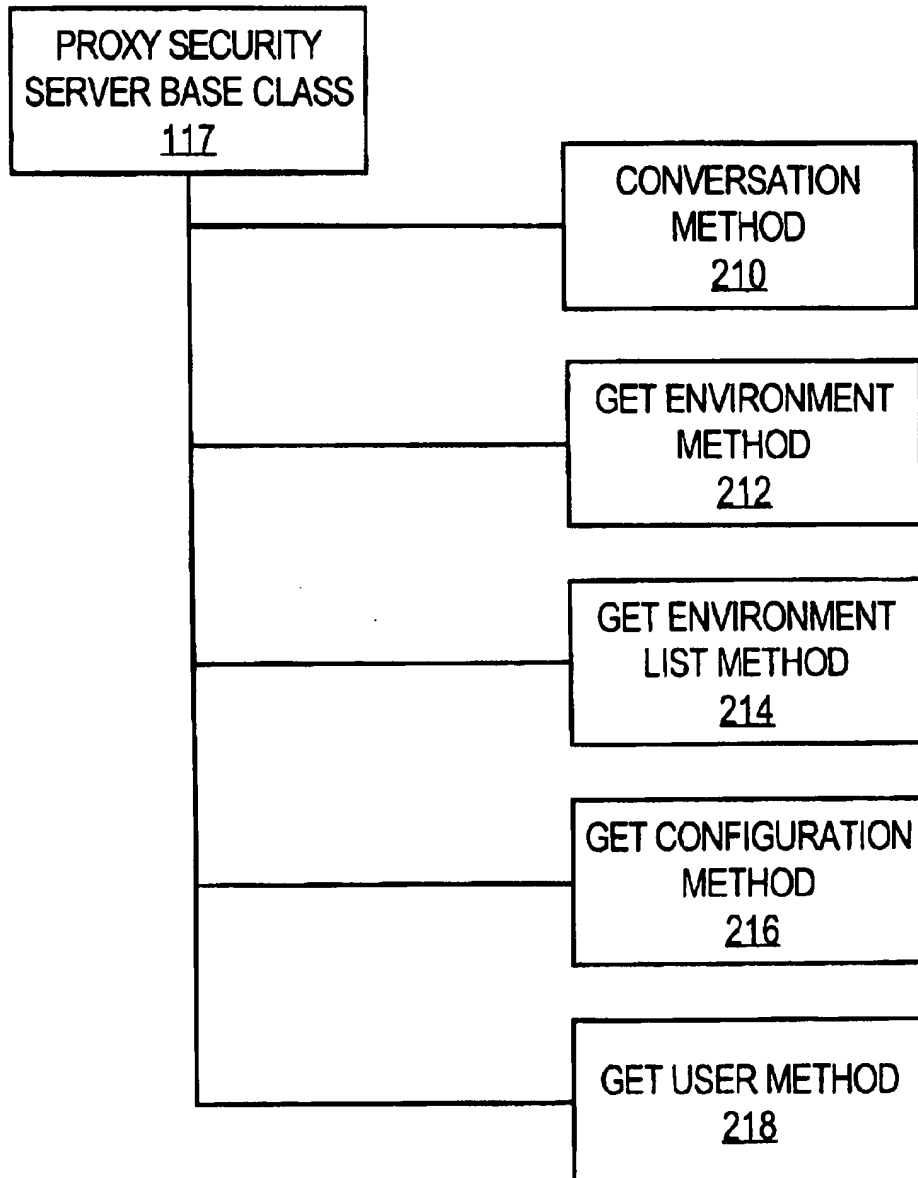 PROXY SECURITY
SERVER BASE CLASS
117
CONVERSATION
METHOD
210
GET ENVIRONMENT
METHOD
212
GET ENVIRONMENT
LIST METHOD
214
GET CONFIGURATION
METHOD
216
GET USER METHOD
218